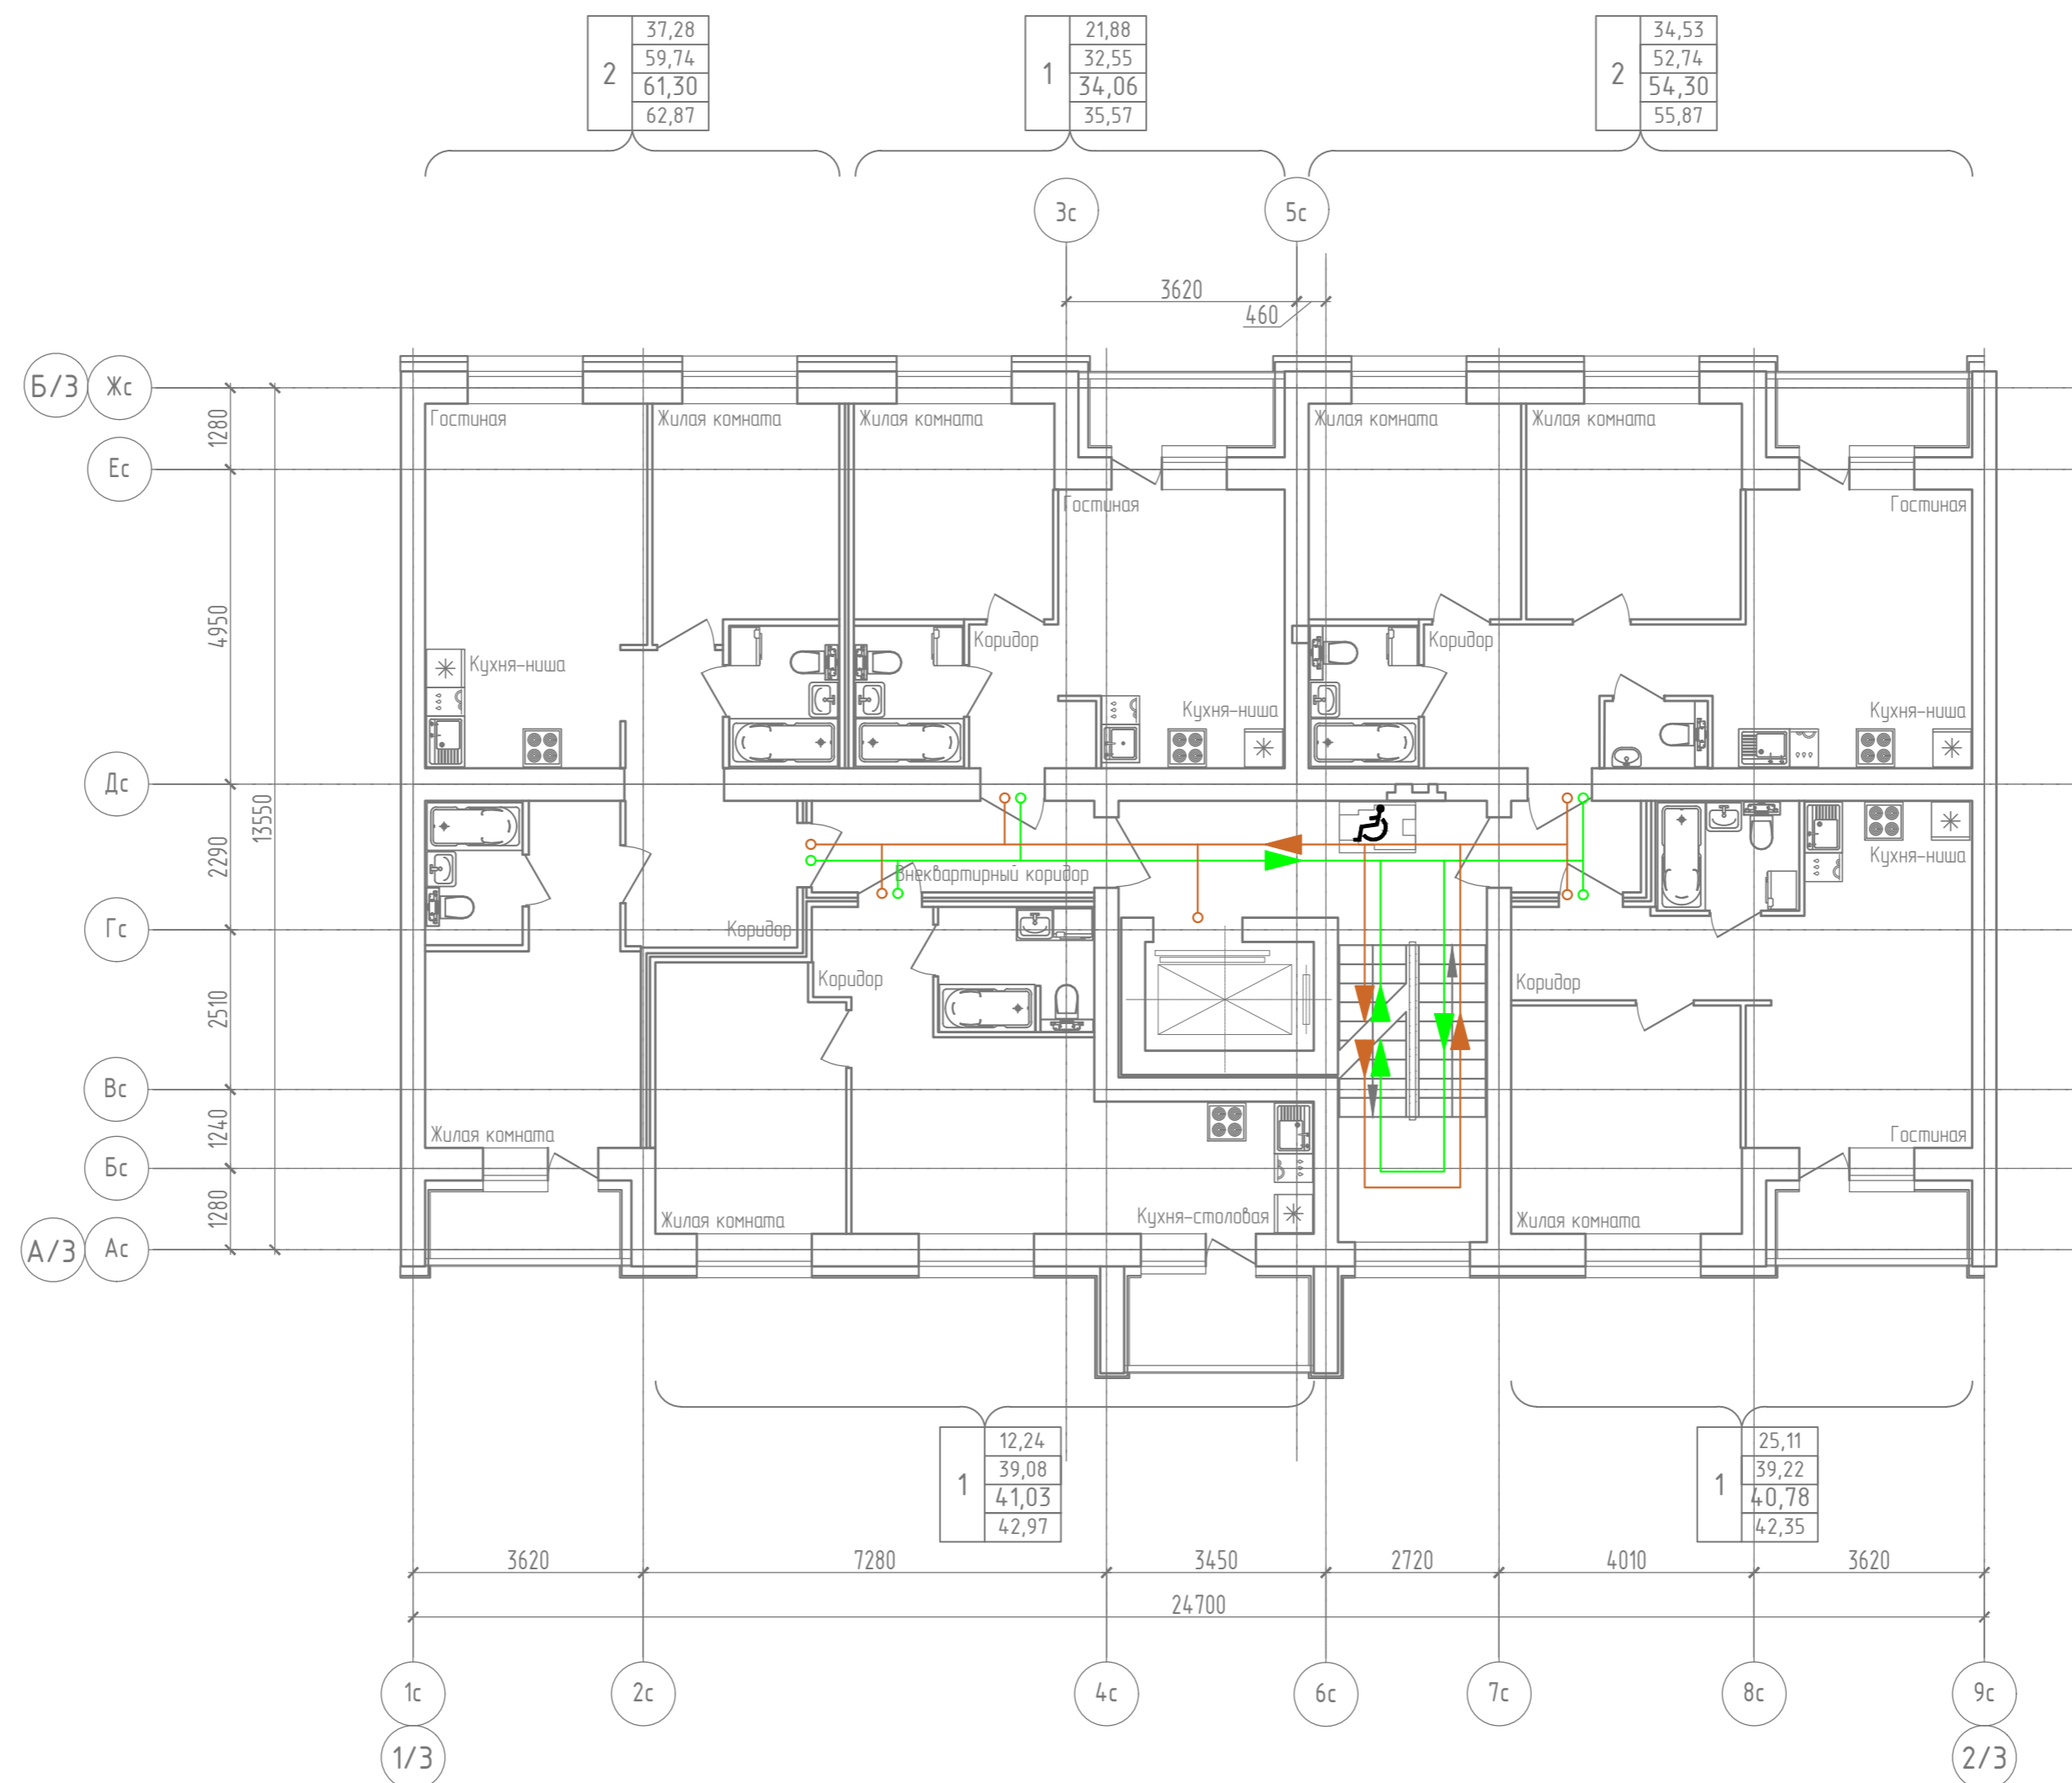 2
37,28
59,74
61,30
62,87
1
21,88
32,55
34,06
35,57
2
34,53
52,74
54,30
55,87
3с
5с
3620
460
Б/3
Жс
Ес
Дс
Гс
Вс
Бс
А/3
Ас
1280
4950
2290
2510
1240
1280
13550
Гостиная
Жилая комната
Жилая комната
Жилая комната
Жилая комната
Гостиная
Гостиная
Коридор
Коридор
Кухня-ниша
Кухня-ниша
Кухня-ниша
Внеквартирный коридор
Кухня-ниша
Коридор
Коридор
Коридор
Жилая комната
Гостиная
Жилая комната
Кухня-столовая
Жилая комната
1
12,24
39,08
41,03
42,97
1
25,11
39,22
40,78
42,35
3620
7280
3450
2720
4010
3620
24700
1с
2с
4с
6с
7с
8с
9с
1/3
2/3